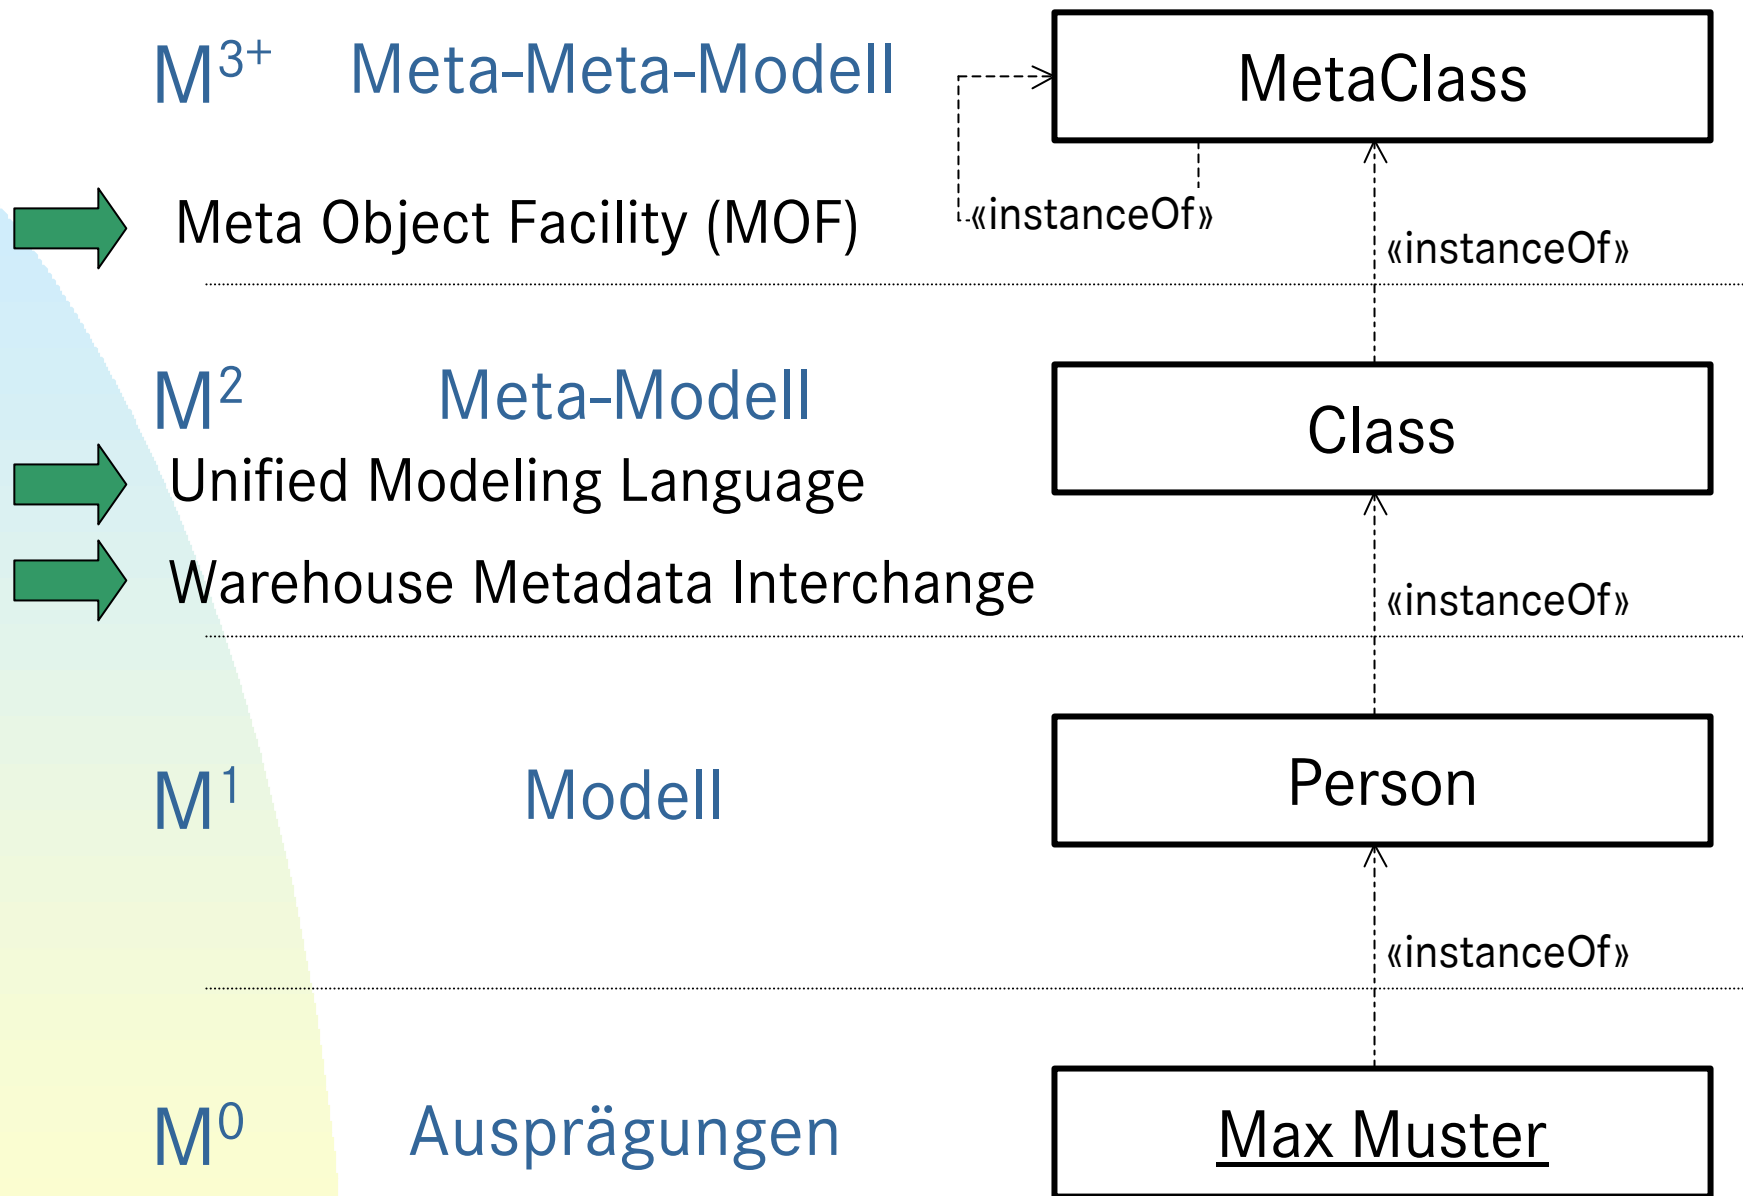 M3+ Meta-Meta-Modell
MetaClass
Meta Object Facility (MOF)
«instanceOf»
«instanceOf»
M2 Meta-Modell
Class
Unified Modeling Language
Warehouse Metadata Interchange
«instanceOf»
M1 Modell
Person
«instanceOf»
M0 Ausprägungen
Max Muster